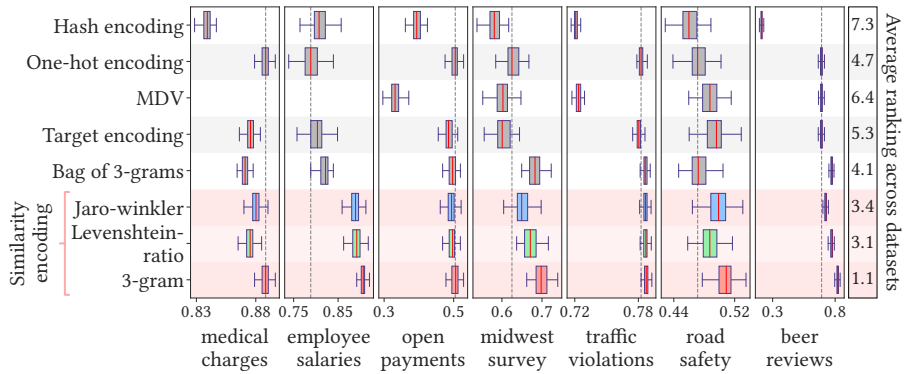 Hash encoding
7.3
One-hot encoding
4.7
MDV
6.4
Target encoding
5.3
Bag of 3-grams
4.1
Jaro-winkler
3.4
Levenshtein-
ratio
3.1
3-gram
1.1
Similarity
encoding
Average ranking across datasets
0.83 0.88 0.75 0.85 0.3 0.5 0.6 0.7 0.72 0.78 0.44 0.52 0.3 0.8
medical
charges
employee
salaries
open
payments
midwest
survey
traffic
violations
road
safety
beer
reviews